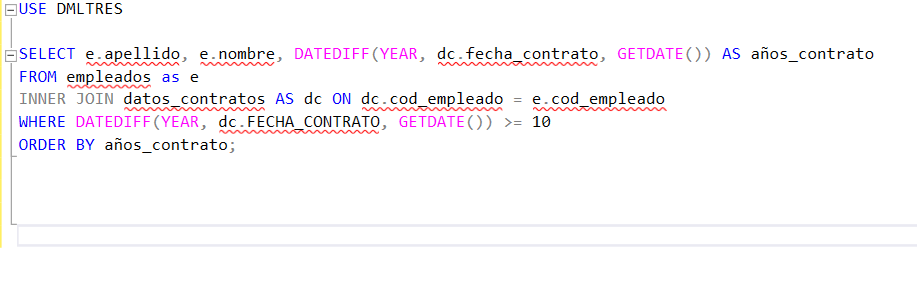 USE DMLTRES
SELECT e.apellido, e.nombre, DATEDIFF(YEAR, dc.fecha_contrato, GETDATE()) AS años_contrato
FROM empleados as e
INNER JOIN datos_contratos AS dc ON dc.cod_empleado = e.cod_empleado
WHERE DATEDIFF(YEAR, dc.FECHA_CONTRATO, GETDATE()) >= 10
ORDER BY años_contrato;